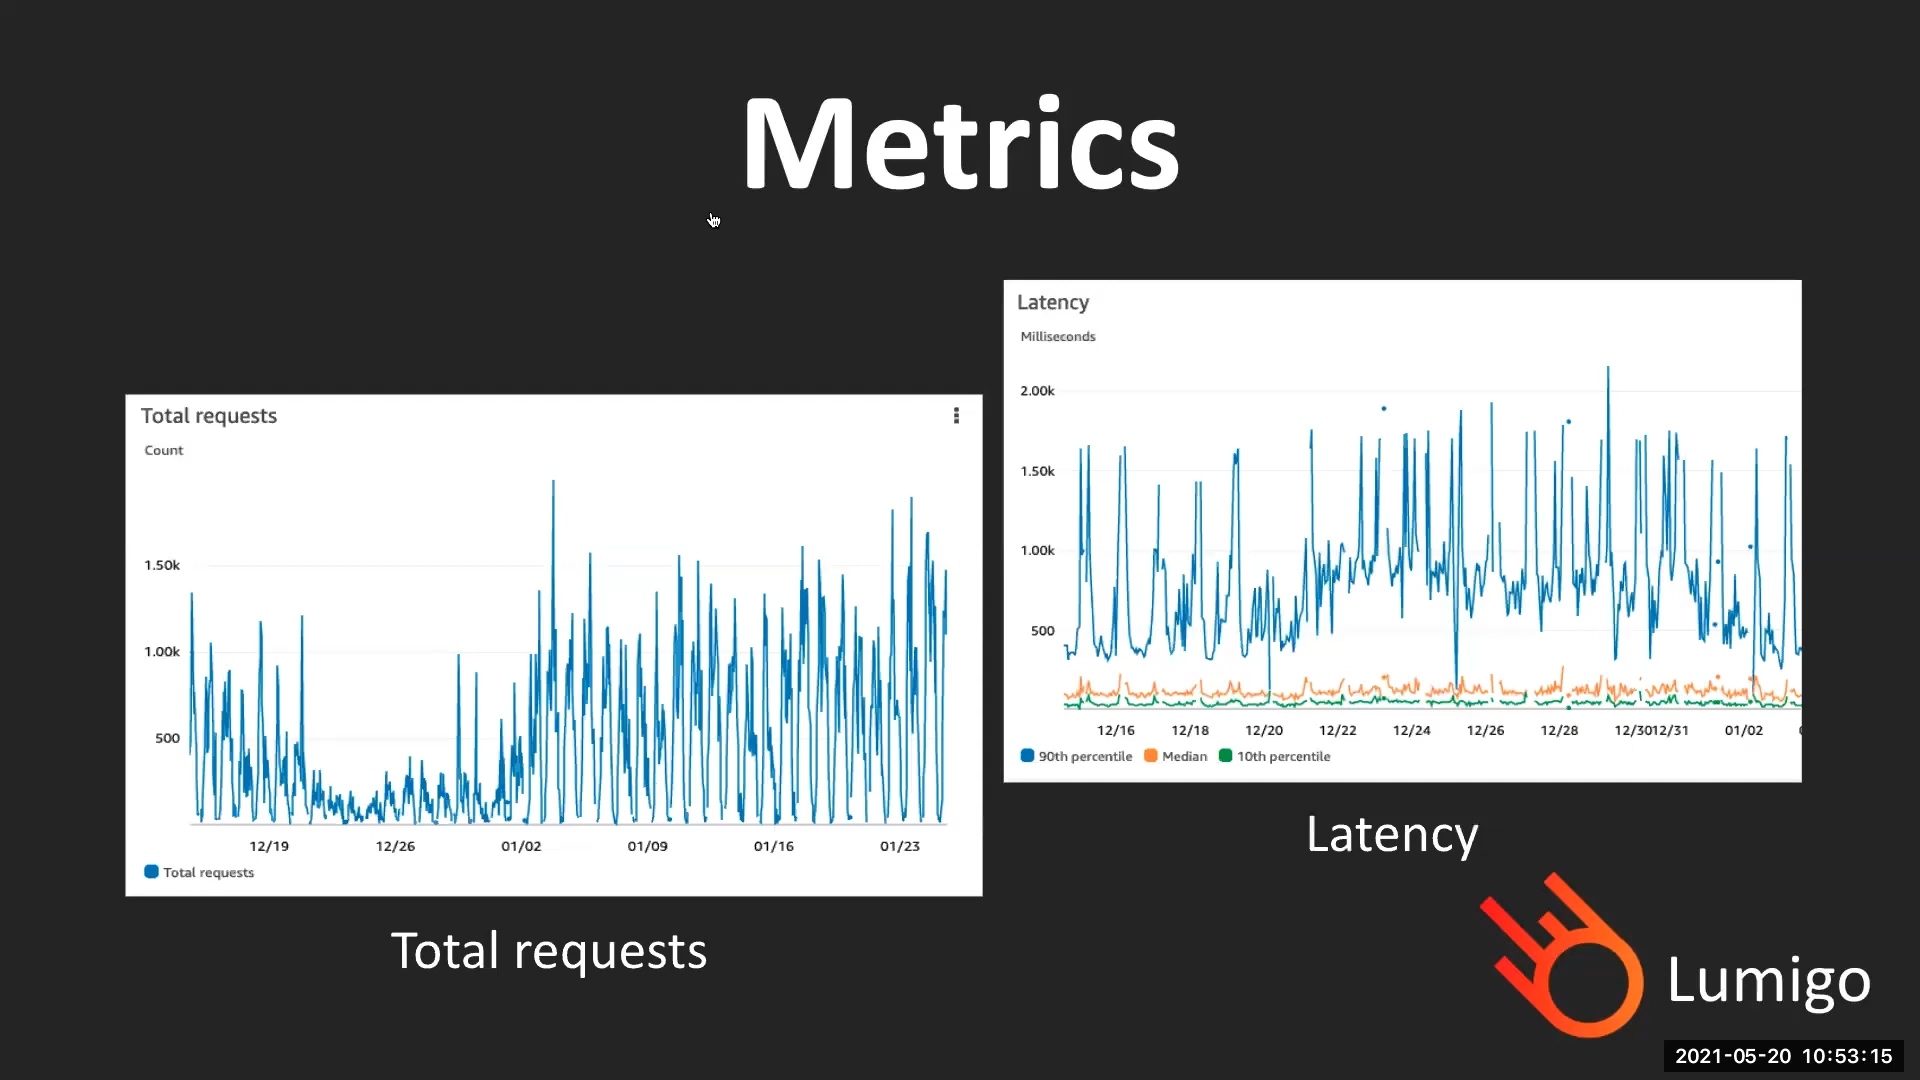 Metrics
Total requests
Count
1.50k
1.00k
500
12/19 12/26 01/02 01/09 01/16 01/23
Total requests
Total requests
Latency
Milliseconds
2.00k
1.50k
1.00k
500
12/16 12/18 12/20 12/22 12/24 12/26 12/28 12/30 12/31 01/02
90th percentile Median 10th percentile
Latency
Lumigo
2021-05-20 10:53:15